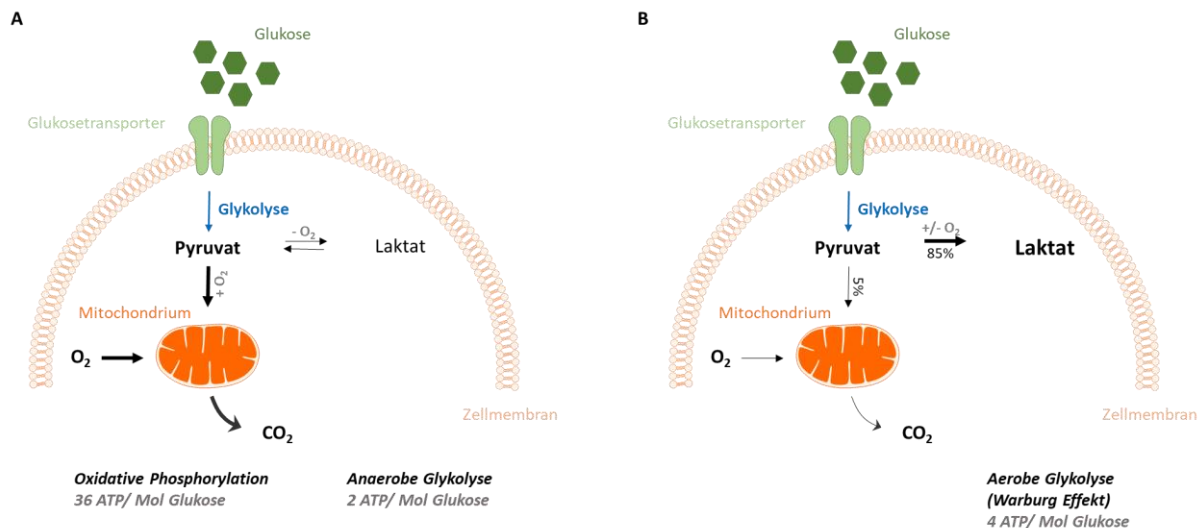 A
Glukose
Glukosetransporter
Glykolyse
Pyruvat
- O₂
Laktat
+ O₂
Mitochondrium
O₂
CO₂
Zellmembran
Oxidative Phosphorylation
36 ATP/ Mol Glukose
Anaerobe Glykolyse
2 ATP/ Mol Glukose
B
Glukose
Glukosetransporter
Glykolyse
Pyruvat
+/- O₂
85%
Laktat
5%
Mitochondrium
O₂
CO₂
Zellmembran
Aerobe Glykolyse
(Warburg Effekt)
4 ATP/ Mol Glukose